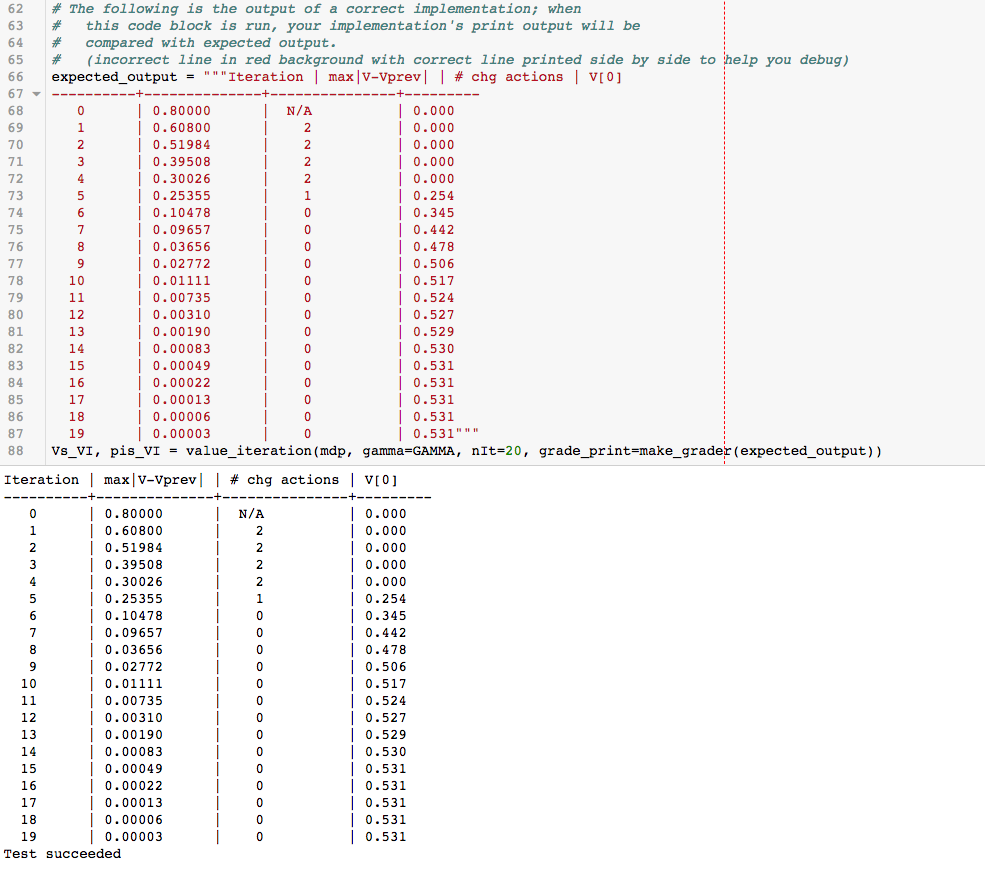 62 # The following is the output of a correct implementation; when
63 #   this code block is run, your implementation's print output will be
64 #   compared with expected output.
65 #   (incorrect line in red background with correct line printed side by side to help you debug)
66 expected_output = """Iteration | max|V-Vprev| | # chg actions | V[0]
67 ----------+--------------+---------------+---------
68    0      | 0.80000      |  N/A          | 0.000
69    1      | 0.60800      |    2          | 0.000
70    2      | 0.51984      |    2          | 0.000
71    3      | 0.39508      |    2          | 0.000
72    4      | 0.30026      |    2          | 0.000
73    5      | 0.25355      |    1          | 0.254
74    6      | 0.10478      |    0          | 0.345
75    7      | 0.09657      |    0          | 0.442
76    8      | 0.03656      |    0          | 0.478
77    9      | 0.02772      |    0          | 0.506
78   10      | 0.01111      |    0          | 0.517
79   11      | 0.00735      |    0          | 0.524
80   12      | 0.00310      |    0          | 0.527
81   13      | 0.00190      |    0          | 0.529
82   14      | 0.00083      |    0          | 0.530
83   15      | 0.00049      |    0          | 0.531
84   16      | 0.00022      |    0          | 0.531
85   17      | 0.00013      |    0          | 0.531
86   18      | 0.00006      |    0          | 0.531
87   19      | 0.00003      |    0          | 0.531"""
88 Vs_VI, pis_VI = value_iteration(mdp, gamma=GAMMA, nIt=20, grade_print=make_grader(expected_output))
Iteration | max|V-Vprev| | # chg actions | V[0]
----------+--------------+---------------+---------
   0      | 0.80000      |  N/A          | 0.000
   1      | 0.60800      |    2          | 0.000
   2      | 0.51984      |    2          | 0.000
   3      | 0.39508      |    2          | 0.000
   4      | 0.30026      |    2          | 0.000
   5      | 0.25355      |    1          | 0.254
   6      | 0.10478      |    0          | 0.345
   7      | 0.09657      |    0          | 0.442
   8      | 0.03656      |    0          | 0.478
   9      | 0.02772      |    0          | 0.506
  10      | 0.01111      |    0          | 0.517
  11      | 0.00735      |    0          | 0.524
  12      | 0.00310      |    0          | 0.527
  13      | 0.00190      |    0          | 0.529
  14      | 0.00083      |    0          | 0.530
  15      | 0.00049      |    0          | 0.531
  16      | 0.00022      |    0          | 0.531
  17      | 0.00013      |    0          | 0.531
  18      | 0.00006      |    0          | 0.531
  19      | 0.00003      |    0          | 0.531
Test succeeded